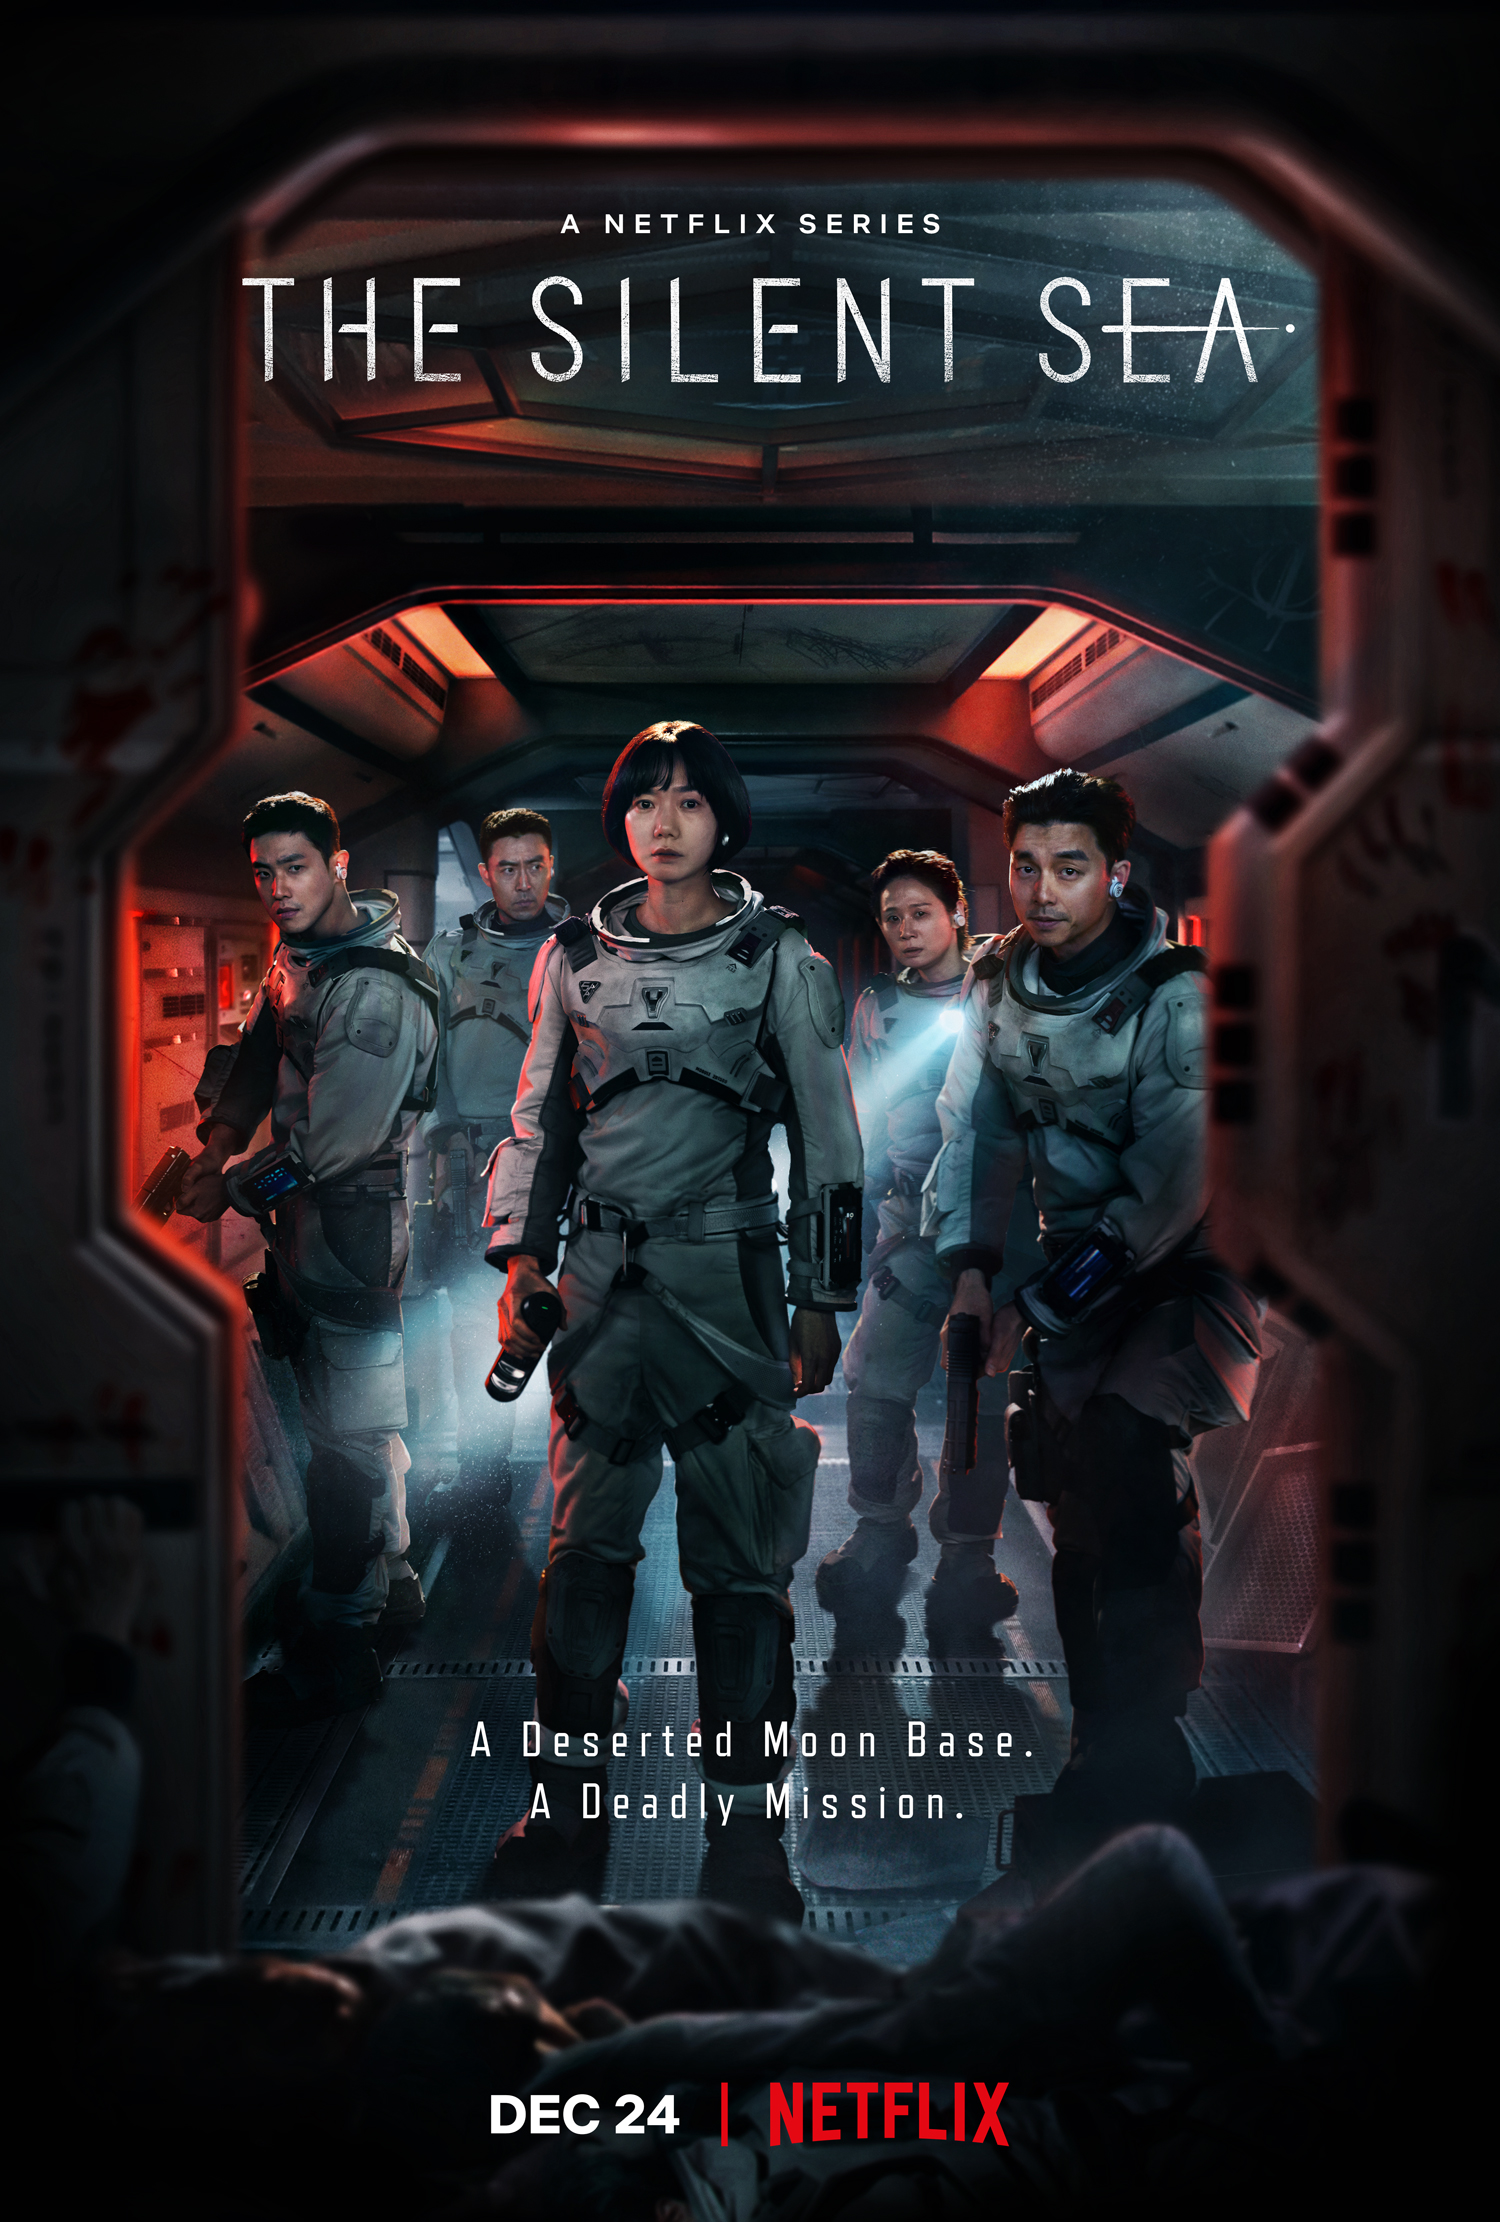 A NETFLIX SERIES
THE SILENT SEA
A Deserted Moon Base.
A Deadly Mission.
DEC 24 | NETFLIX